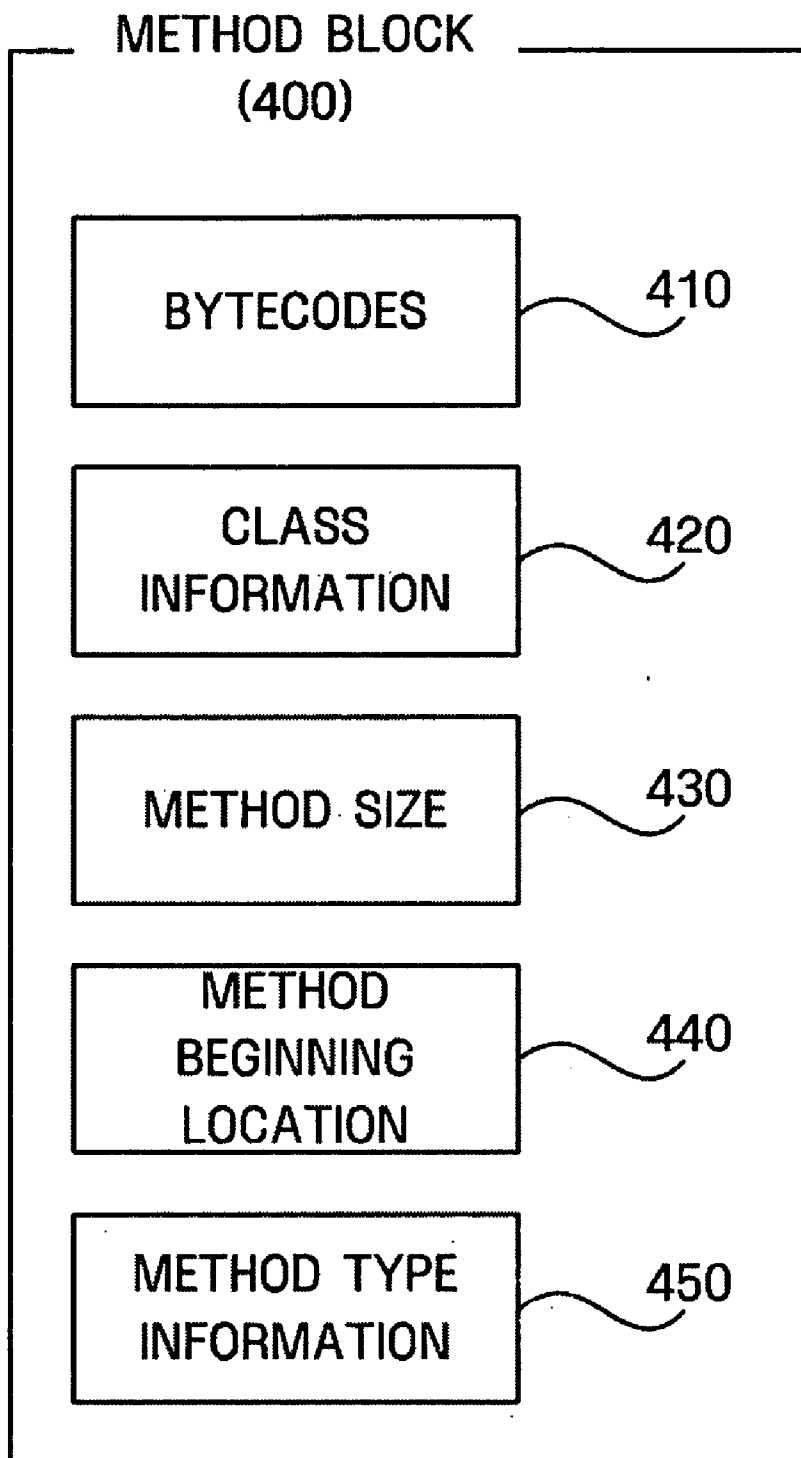 METHOD BLOCK
(400)
BYTECODES
410
CLASS
INFORMATION
420
METHOD SIZE
430
METHOD
BEGINNING
LOCATION
440
METHOD TYPE
INFORMATION
450